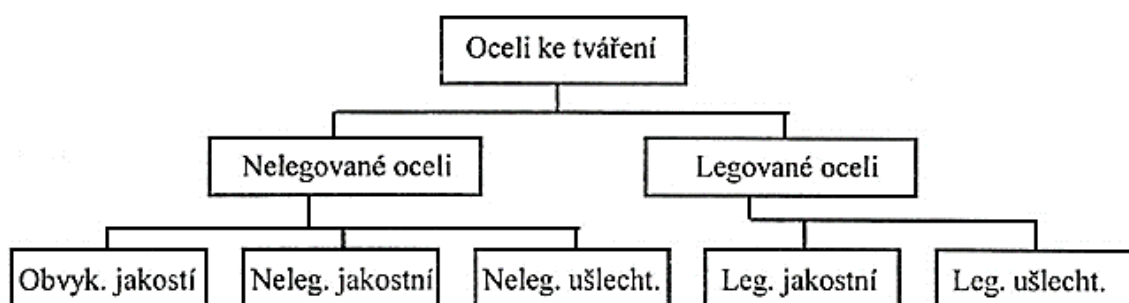 Oceli ke tváření
Nelegované oceli
Legované oceli
Obvyk. jakostí
Neleg. jakostní
Neleg. ušlecht.
Leg. jakostní
Leg. ušlecht.